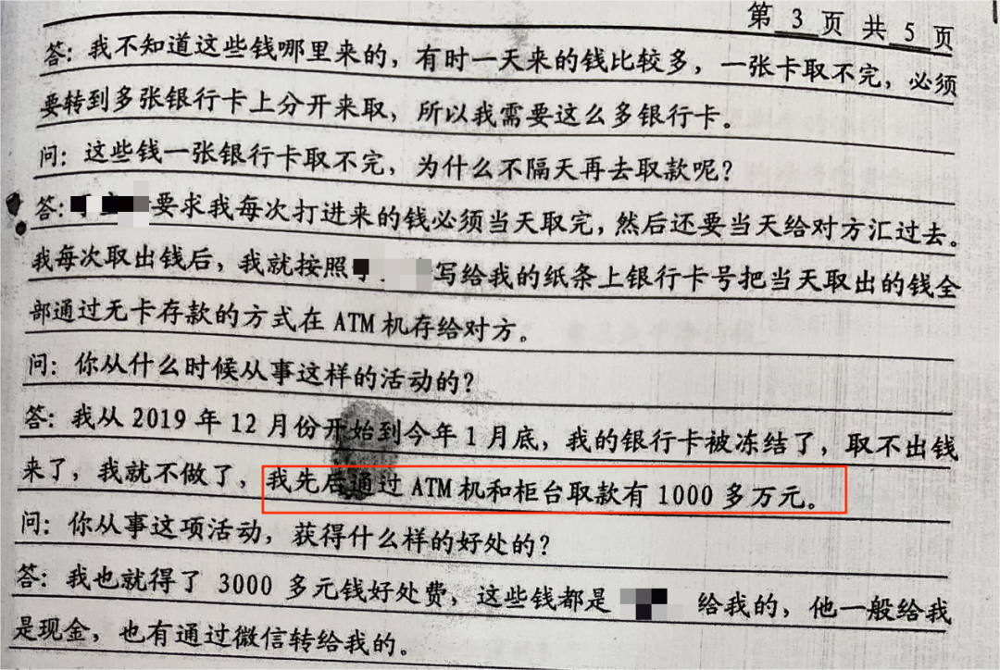 第 3 页 共 5 页
答：我不知道这些钱哪里来的，有时一天来的钱比较多，一张卡取不完，必须
要转到多张银行卡上分开来取，所以我需要这么多银行卡。
问：这些钱一张银行卡取不完，为什么不隔天再去取款呢？
答：要求我每次打进来的钱必须当天取完，然后还要当天给对方汇过去。
我每次取出钱后，我就按照写给我的纸条上银行卡号把当天取出的钱全
部通过无卡存款的方式在 ATM 机存给对方。
问：你从什么时候从事这样的活动的？
答：我从 2019 年 12 月份开始到今年 1 月底，我的银行卡被冻结了，取不出钱
来了，我就不做了，我先后通过 ATM 机和柜台取款有 1000 多万元。
问：你从事这项活动，获得什么样的好处的？
答：我也就得了 3000 多元钱好处费，这些钱都是 给我的，他一般给我
是现金，也有通过微信转给我的。